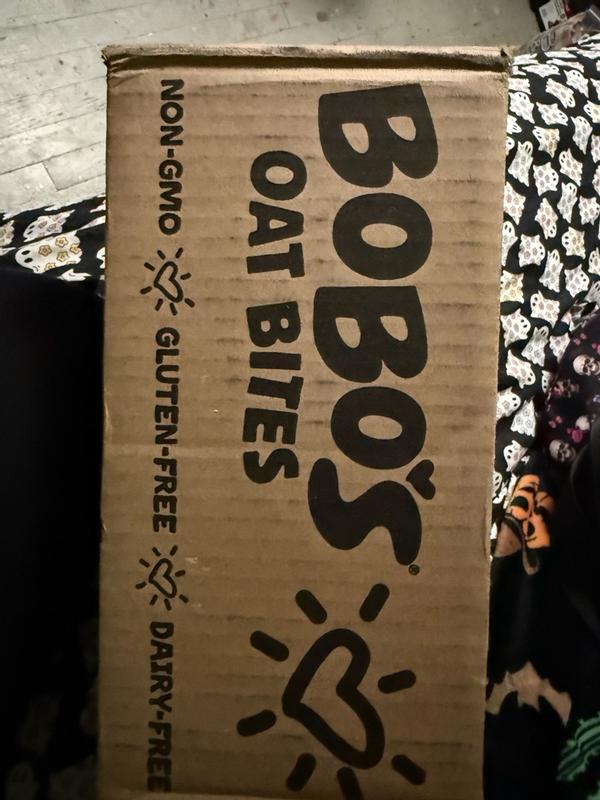 BOBO'S®
OAT BITES
NON-GMO GLUTEN-FREE DAIRY-FREE